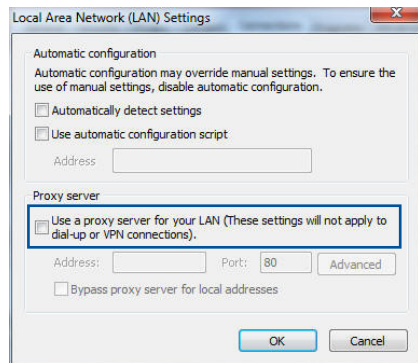 Local Area Network (LAN) Settings
Automatic configuration
Automatic configuration may override manual settings. To ensure the
use of manual settings, disable automatic configuration.
Automatically detect settings
Use automatic configuration script
Address
Proxy server
Use a proxy server for your LAN (These settings will not apply to
dial-up or VPN connections).
Address:
Port: 80
Advanced
Bypass proxy server for local addresses
OK
Cancel